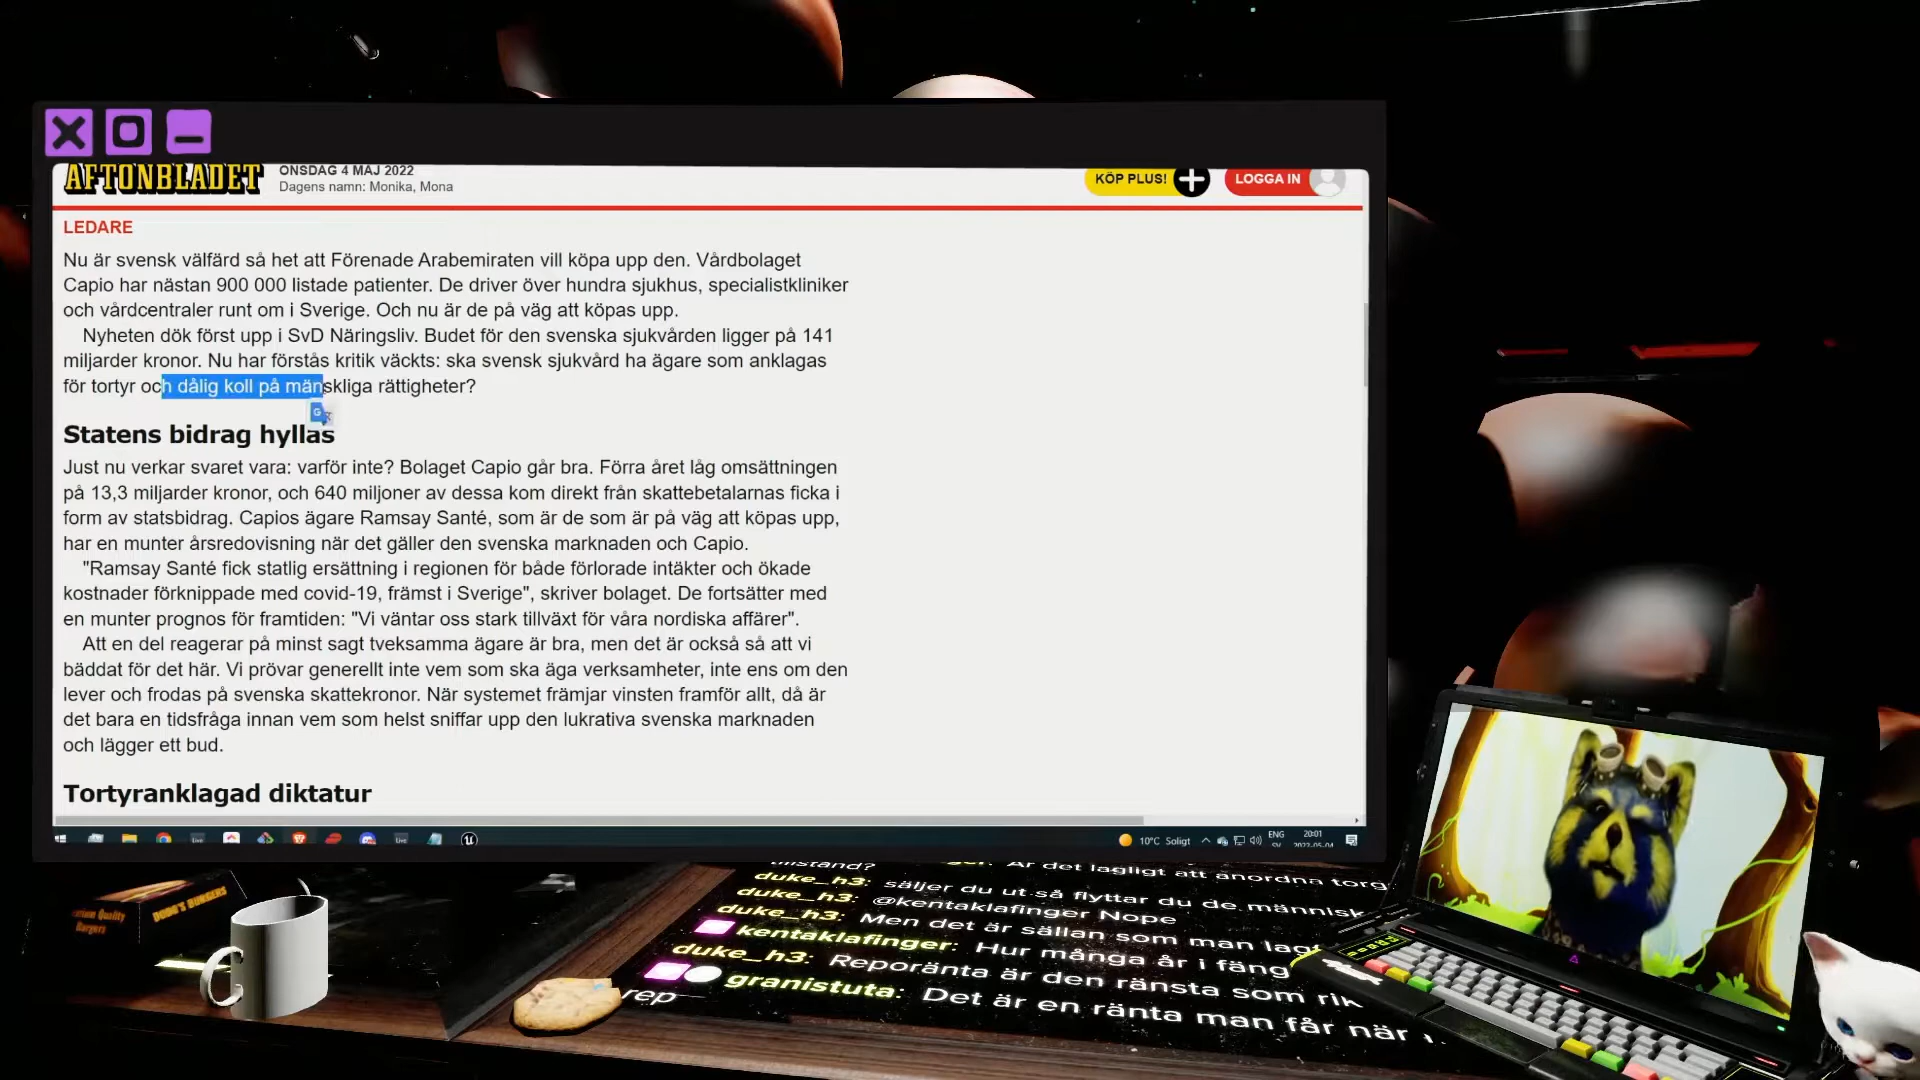 AFTONBLADET
ONSDAG 4 MAJ 2022
Dagens namn: Monika, Mona
KÖP PLUS!
LOGGA IN
LEDARE
Nu är svensk välfärd så het att Förenade Arabemiraten vill köpa upp den. Vårdbolaget
Capio har nästan 900 000 listade patienter. De driver över hundra sjukhus, specialistkliniker
och vårdcentraler runt om i Sverige. Och nu är de på väg att köpas upp.
Nyheten dök först upp i SvD Näringsliv. Budet för den svenska sjukvården ligger på 141
miljarder kronor. Nu har förstås kritik väckts: ska svensk sjukvård ha ägare som anklagas
för tortyr och dålig koll på mänskliga rättigheter?
Statens bidrag hyllas
Just nu verkar svaret vara: varför inte? Bolaget Capio går bra. Förra året låg omsättningen
på 13,3 miljarder kronor, och 640 miljoner av dessa kom direkt från skattebetalarnas ficka i
form av statsbidrag. Capios ägare Ramsay Santé, som är de som är på väg att köpas upp,
har en munter årsredovisning när det gäller den svenska marknaden och Capio.
"Ramsay Santé fick statlig ersättning i regionen för både förlorade intäkter och ökade
kostnader förknippade med covid-19, främst i Sverige", skriver bolaget. De fortsätter med
en munter prognos för framtiden: "Vi väntar oss stark tillväxt för våra nordiska affärer".
Att en del reagerar på minst sagt tveksamma ägare är bra, men det är också så att vi
bäddat för det här. Vi prövar generellt inte vem som ska äga verksamheter, inte ens om den
lever och frodas på svenska skattekronor. När systemet främjar vinsten framför allt, då är
det bara en tidsfråga innan vem som helst sniffar upp den lukrativa svenska marknaden
och lägger ett bud.
Tortyranklagad diktatur
10°C Soligt
ENG
20:01
2022-05-04
Är det lagligt att anordna torg
duke_h3: säljer du ut så flyttar du de människ
duke_h3: @kentaklafinger Nope
duke_h3: Men det är sällan som man lag
kentaklafinger: Hur många år i fäng
duke_h3: Reporänta är den ränsta som rik
granistuta: Det är en ränta man får när
rep
DODO'S BURGERS